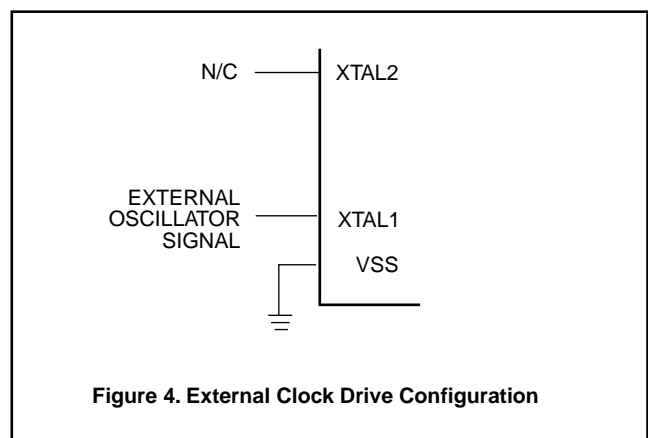 N/C
XTAL2
EXTERNAL
OSCILLATOR
SIGNAL
XTAL1
VSS
Figure 4. External Clock Drive Configuration